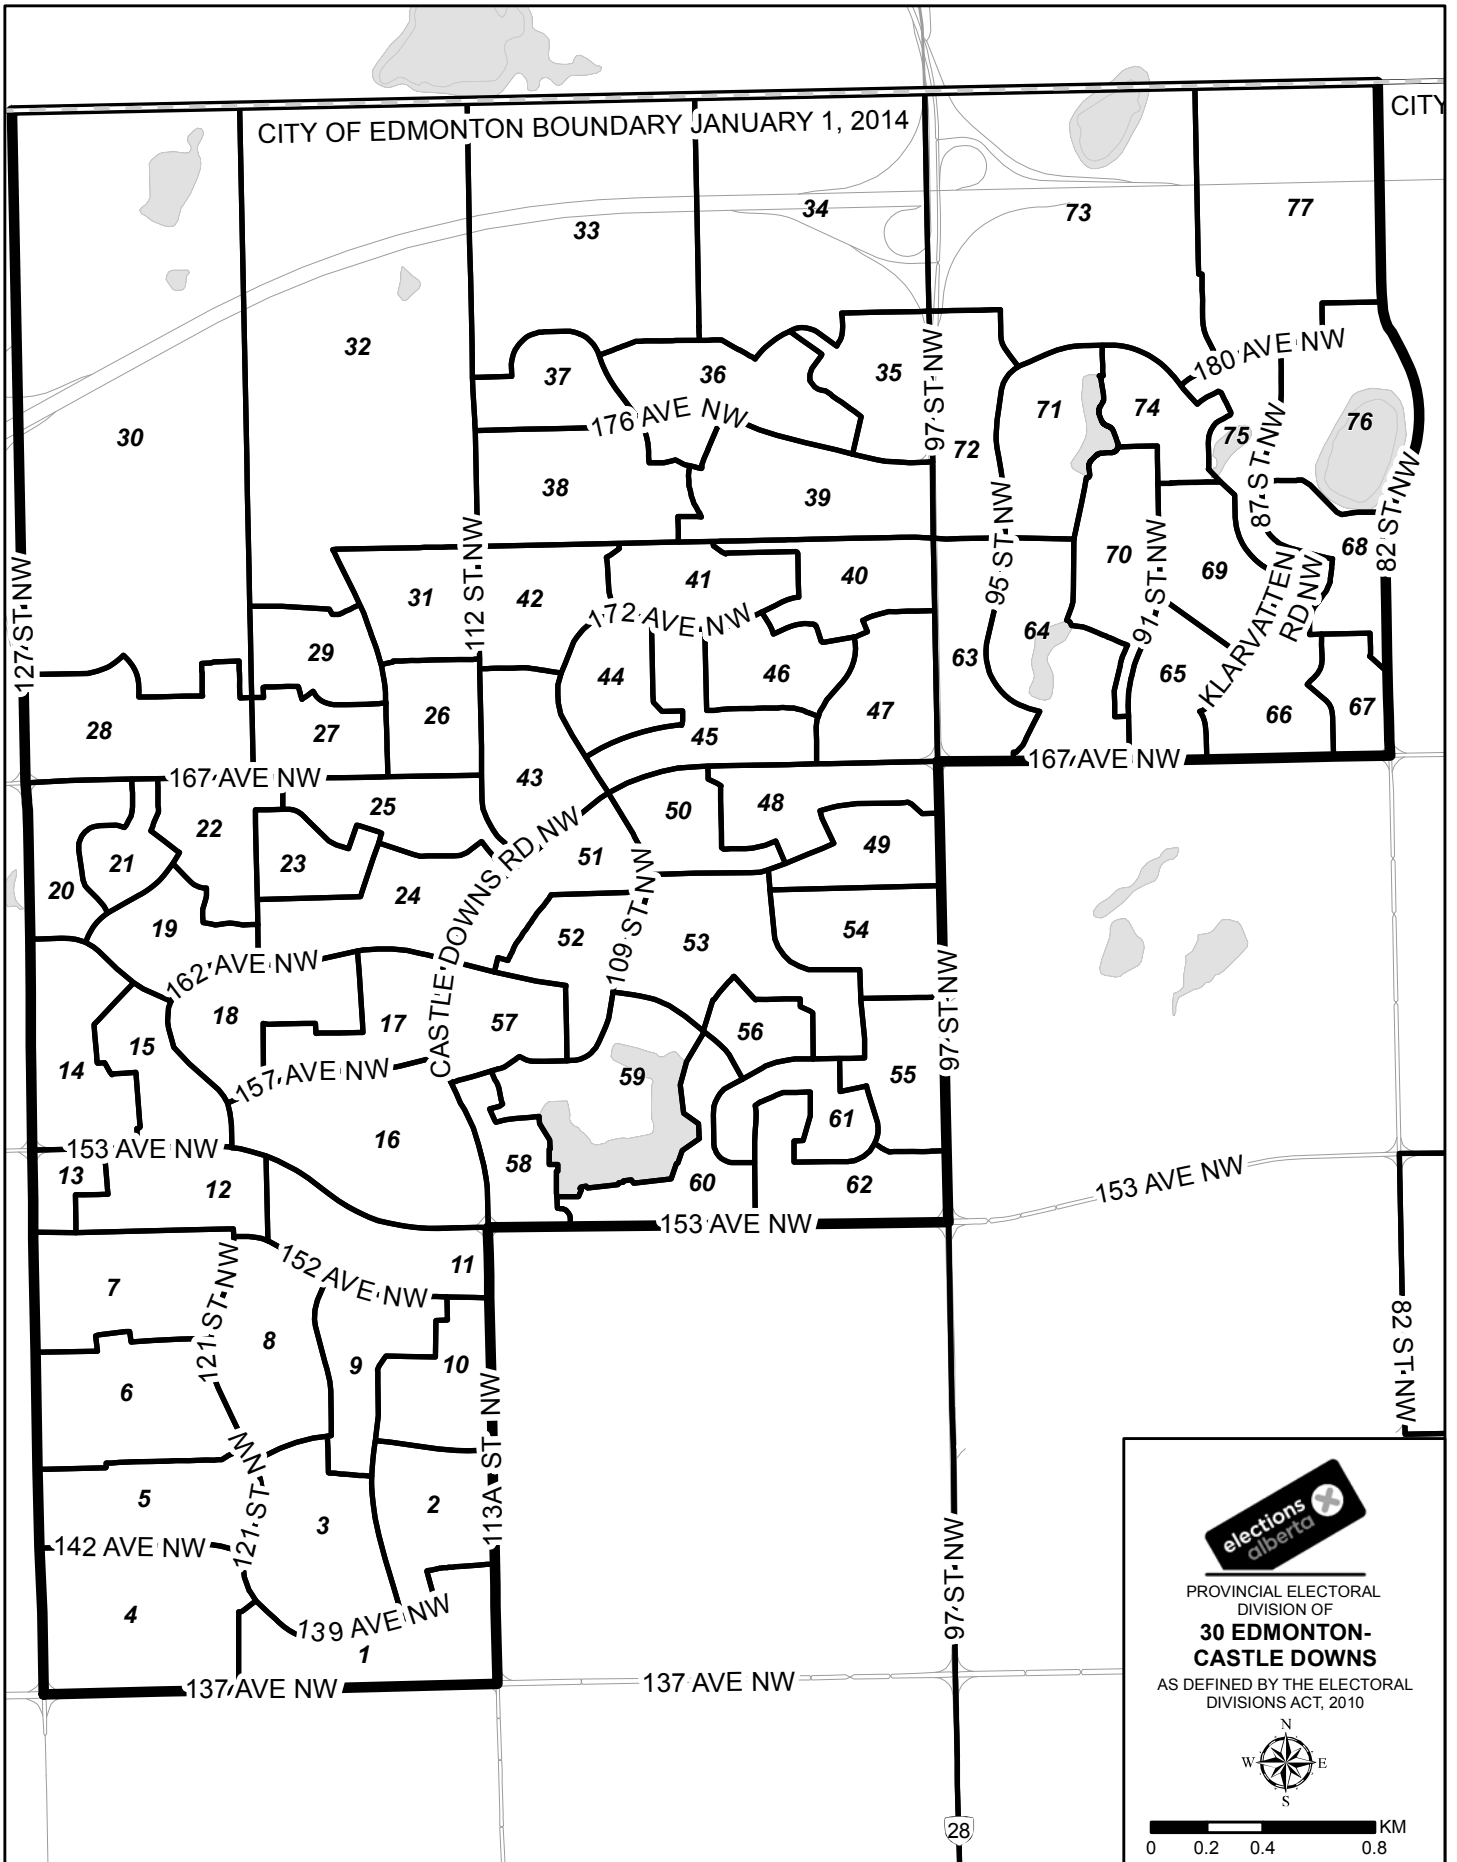 CITY OF EDMONTON BOUNDARY JANUARY 1, 2014
CITY
34
73
77
33
32
180 AVE NW
37
36
35
97 ST NW
30
176 AVE NW
71
74
75
76
72
87 ST NW
38
39
82 ST NW
95 ST NW
127 ST NW
112 ST NW
31
42
41
40
70
91 ST NW
69
68
KLARVATTEN
RD NW
172 AVE NW
29
44
46
63
64
65
28
27
26
47
66
67
45
167 AVE NW
43
167 AVE NW
25
22
50
48
21
23
51
49
20
24
CASTLE DOWNS RD NW
109 ST NW
19
52
53
54
162 AVE NW
97 ST NW
18
17
57
56
15
14
157 AVE NW
59
55
61
153 AVE NW
16
13
12
58
60
62
153 AVE NW
153 AVE NW
11
152 AVE NW
7
121 ST NW
8
9
10
82 ST NW
6
113A ST NW
5
121 ST NW
3
2
142 AVE NW
97 ST NW
4
139 AVE NW
1
137 AVE NW
137 AVE NW
28
elections
alberta
PROVINCIAL ELECTORAL
DIVISION OF
30 EDMONTON-
CASTLE DOWNS
AS DEFINED BY THE ELECTORAL
DIVISIONS ACT, 2010
N
W
E
S
KM
0 0.2 0.4 0.8